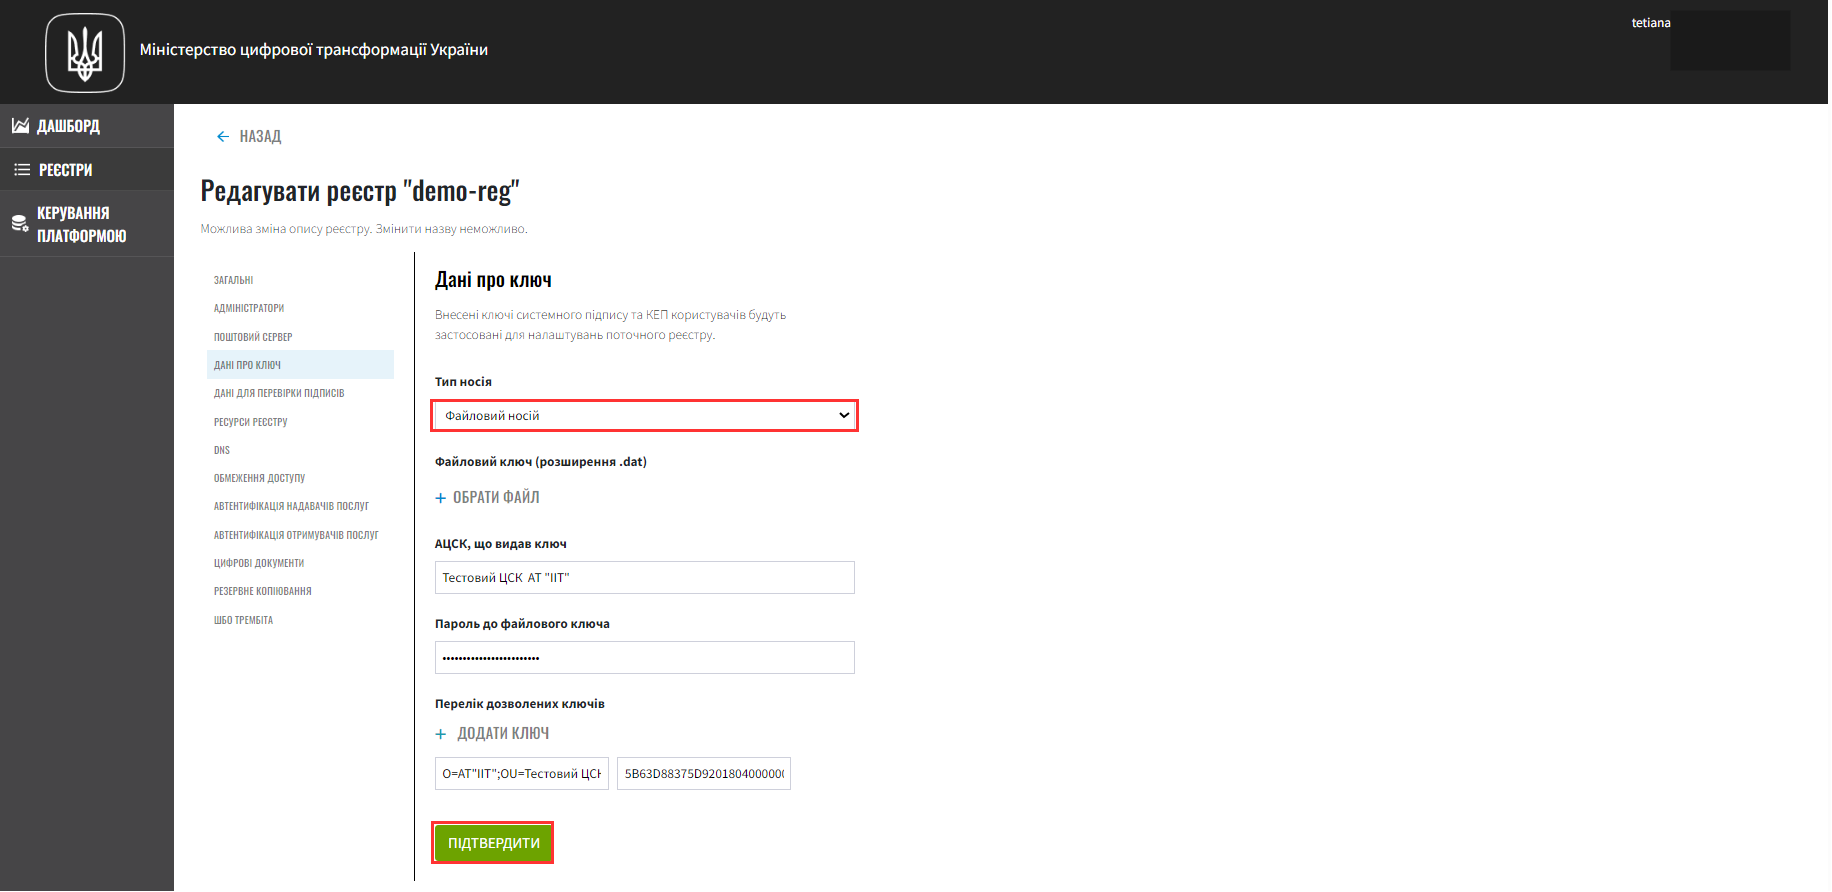 Міністерство цифрової трансформації України
tetiana
ДАШБОРД
РЕЄСТРИ
КЕРУВАННЯ
ПЛАТФОРМОЮ
НАЗАД
Редагувати реєстр "demo-reg"
Можлива зміна опису реєстру. Змінити назву неможливо.
ЗАГАЛЬНІ
АДМІНІСТРАТОРИ
ПОШТОВИЙ СЕРВЕР
ДАНІ ПРО КЛЮЧ
ДАНІ ДЛЯ ПЕРЕВІРКИ ПІДПИСІВ
РЕСУРСИ РЕЄСТРУ
DNS
ОБМЕЖЕННЯ ДОСТУПУ
АВТЕНТИФІКАЦІЯ НАДАВАЧІВ ПОСЛУГ
АВТЕНТИФІКАЦІЯ ОТРИМУВАЧІВ ПОСЛУГ
ЦИФРОВІ ДОКУМЕНТИ
РЕЗЕРВНЕ КОПІЮВАННЯ
ШБО ТРЕМБІТА
Дані про ключ
Внесені ключі системного підпису та КЕП користувачів будуть
застосовані для налаштувань поточного реєстру.
Тип носія
Файловий носій
Файловий ключ (розширення .dat)
+ ОБРАТИ ФАЙЛ
АЦСК, що видав ключ
Тестовий ЦСК АТ "ІІТ"
Пароль до файлового ключа
••••••••••••••••••••••••
Перелік дозволених ключів
+ ДОДАТИ КЛЮЧ
O=АТ"ІІТ";OU=Тестовий ЦСК 5B63D88375D9201804000000
ПІДТВЕРДИТИ